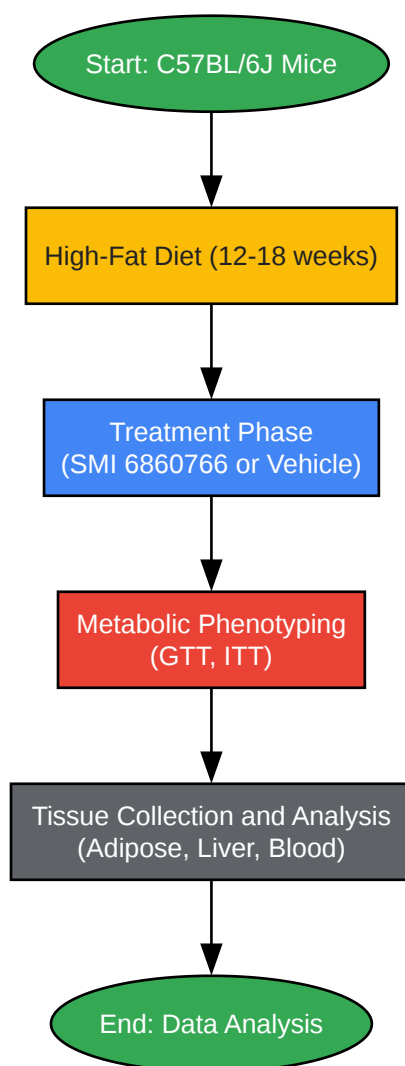 Start: C57BL/6J Mice
High-Fat Diet (12-18 weeks)
Treatment Phase
(SMI 6860766 or Vehicle)
Metabolic Phenotyping
(GTT, ITT)
Tissue Collection and Analysis
(Adipose, Liver, Blood)
End: Data Analysis